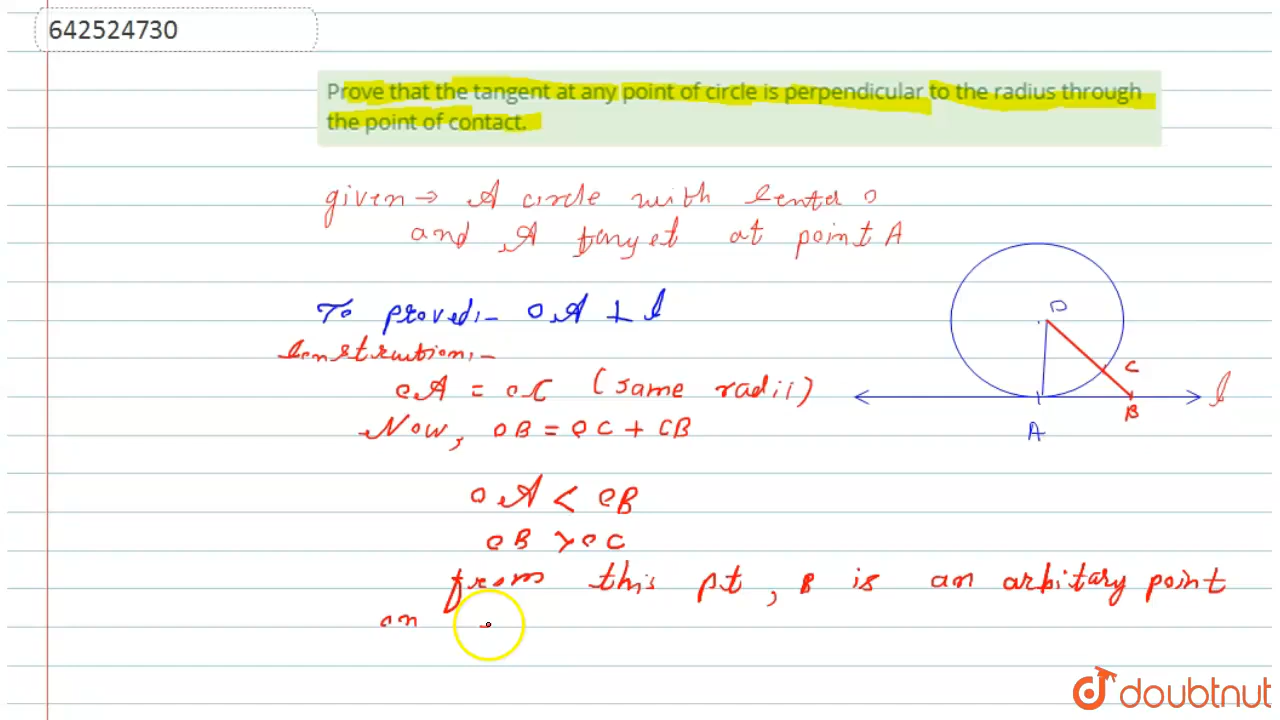 642524730
Prove that the tangent at any point of circle is perpendicular to the radius through
the point of contact.
given → A circle with Center O
and A tanget at point A
To proved:- OA ⊥ l
Construction:-
OA = OC (same radii)
Now, OB = OC + CB
OA < OB
OB > OC
from this pt, B is an arbitary point
on
O
C
B
l
A
doubtnut